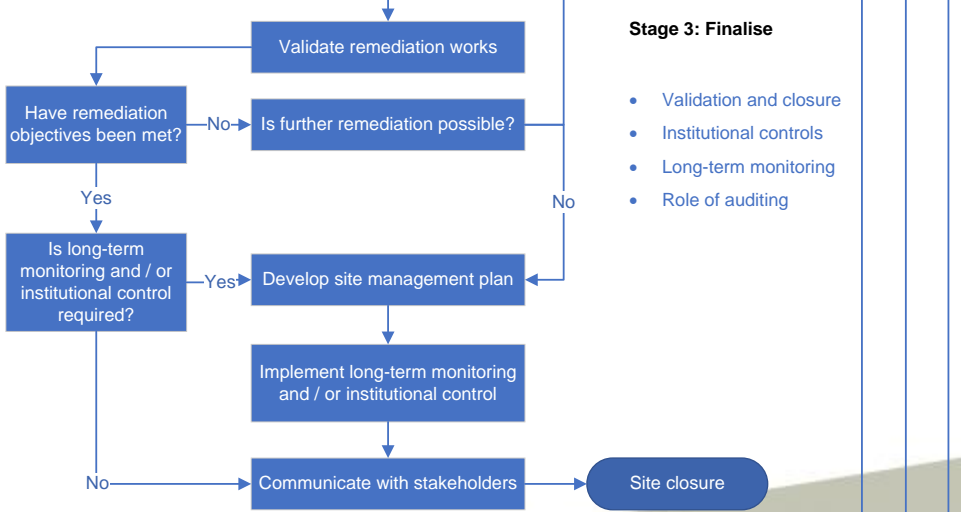 Stage 3: Finalise
Validate remediation works
• Validation and closure
Have remediation
objectives been met?
No
Is further remediation possible?
• Institutional controls
• Long-term monitoring
Yes
No
• Role of auditing
Is long-term
monitoring and / or
institutional control
required?
Yes
Develop site management plan
Implement long-term monitoring
and / or institutional control
No
Communicate with stakeholders
Site closure